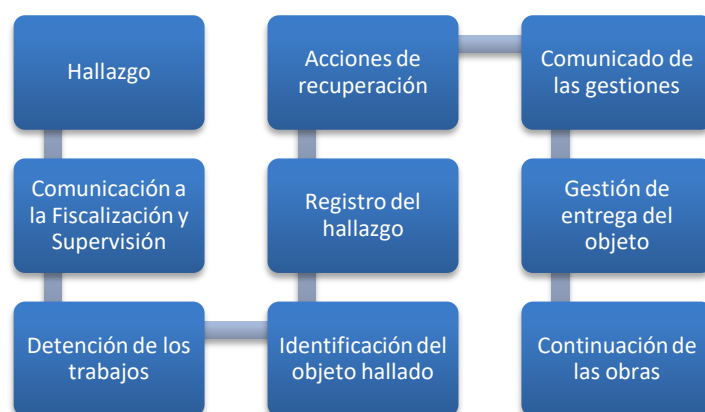 Hallazgo
Comunicación a
la Fiscalización y
Supervisión
Detención de los
trabajos
Identificación del
objeto hallado
Registro del
hallazgo
Acciones de
recuperación
Comunicado de
las gestiones
Gestión de
entrega del
objeto
Continuación de
las obras